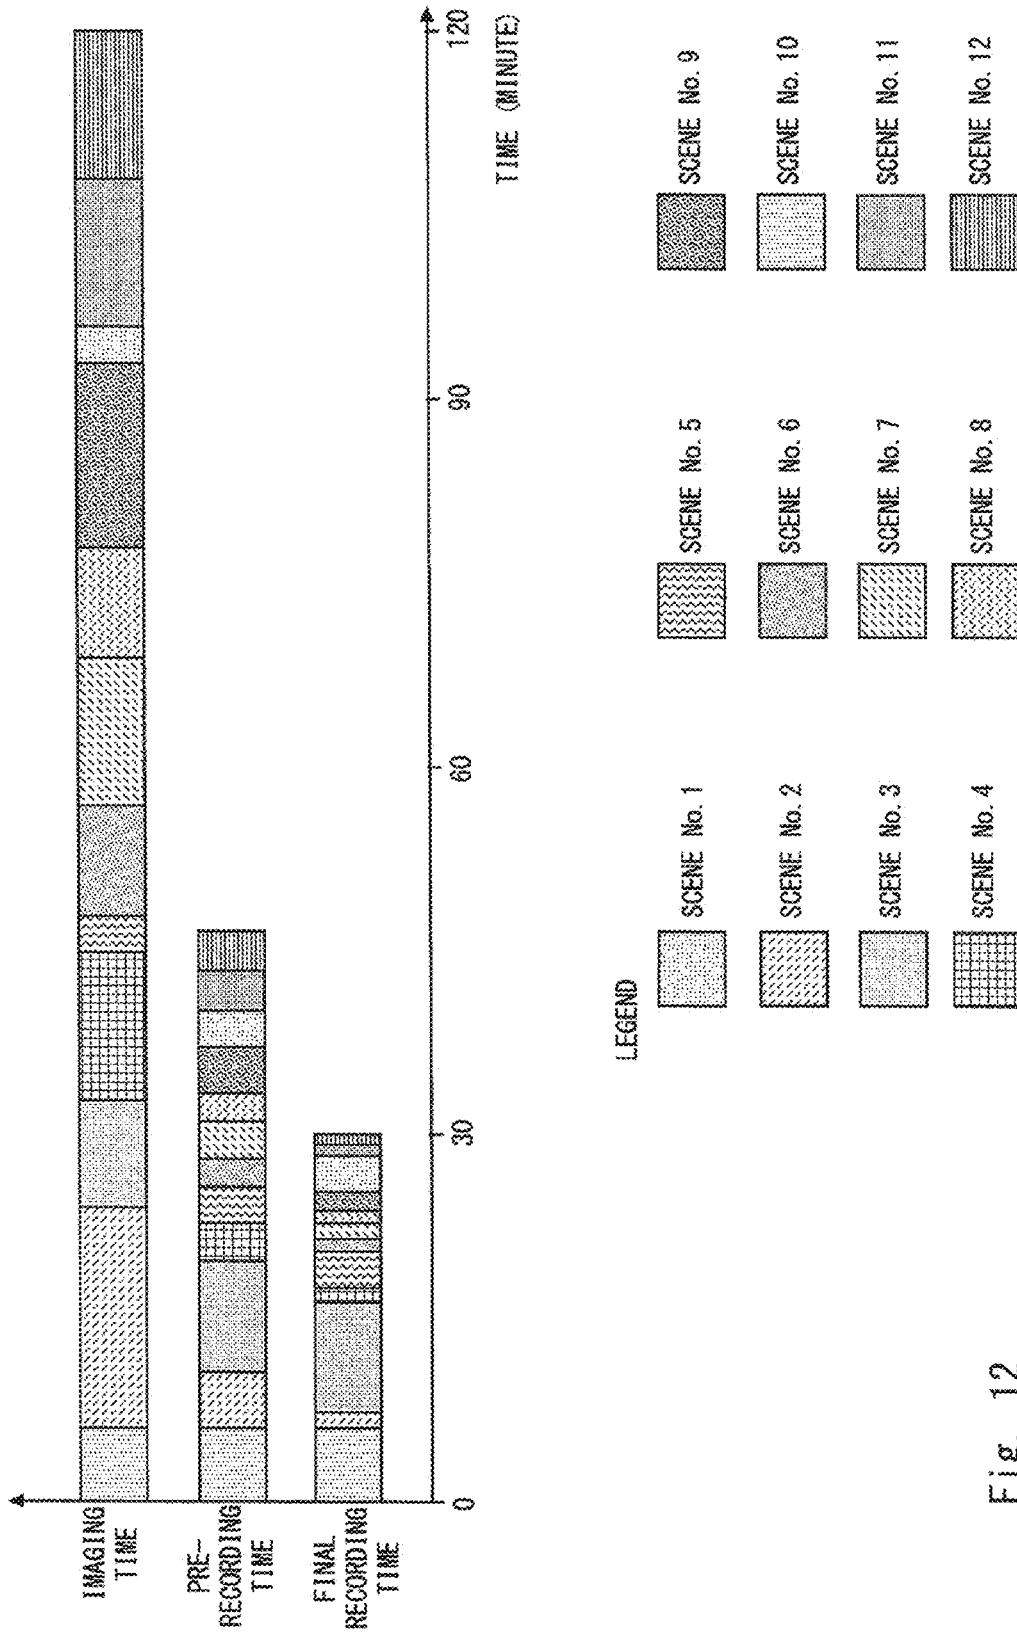 IMAGING
TIME
PRE-
RECORDING
TIME
FINAL
RECORDING
TIME
0
30
60
90
120
TIME (MINUTE)
LEGEND
SCENE No. 1
SCENE No. 2
SCENE No. 3
SCENE No. 4
SCENE No. 5
SCENE No. 6
SCENE No. 7
SCENE No. 8
SCENE No. 9
SCENE No. 10
SCENE No. 11
SCENE No. 12
Fig. 12